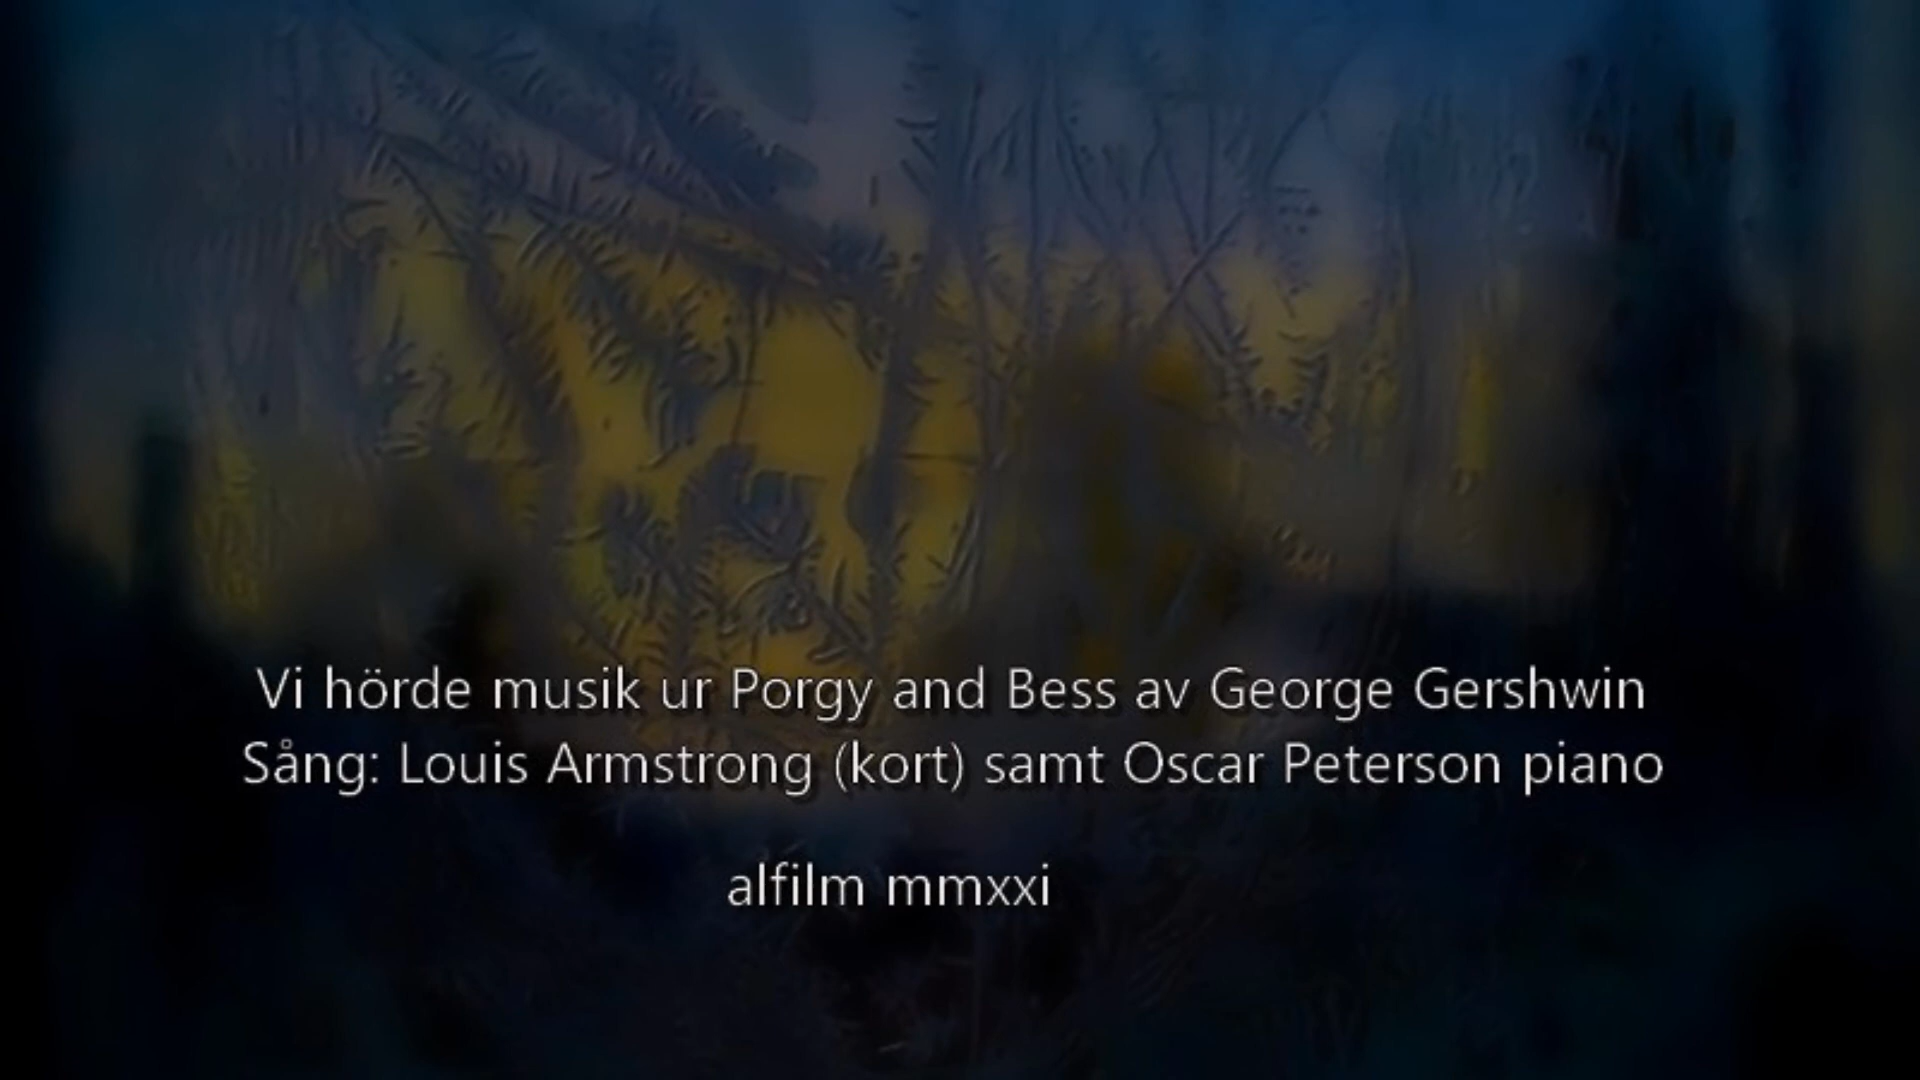 Vi hörde musik ur Porgy and Bess av George Gershwin
Sång: Louis Armstrong (kort) samt Oscar Peterson piano
alfilm mmxxi